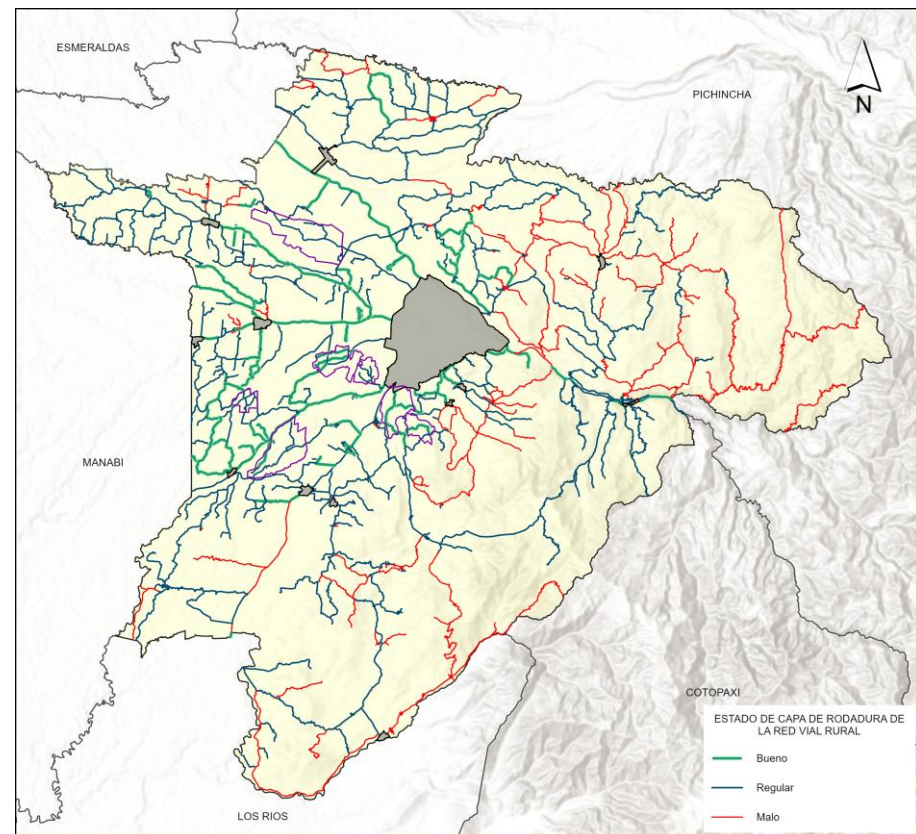 ESMERALDAS
PICHINCHA
N
MANABI
COTOPAXI
LOS RIOS
ESTADO DE CAPA DE RODADURA DE
LA RED VIAL RURAL
Bueno
Regular
Malo